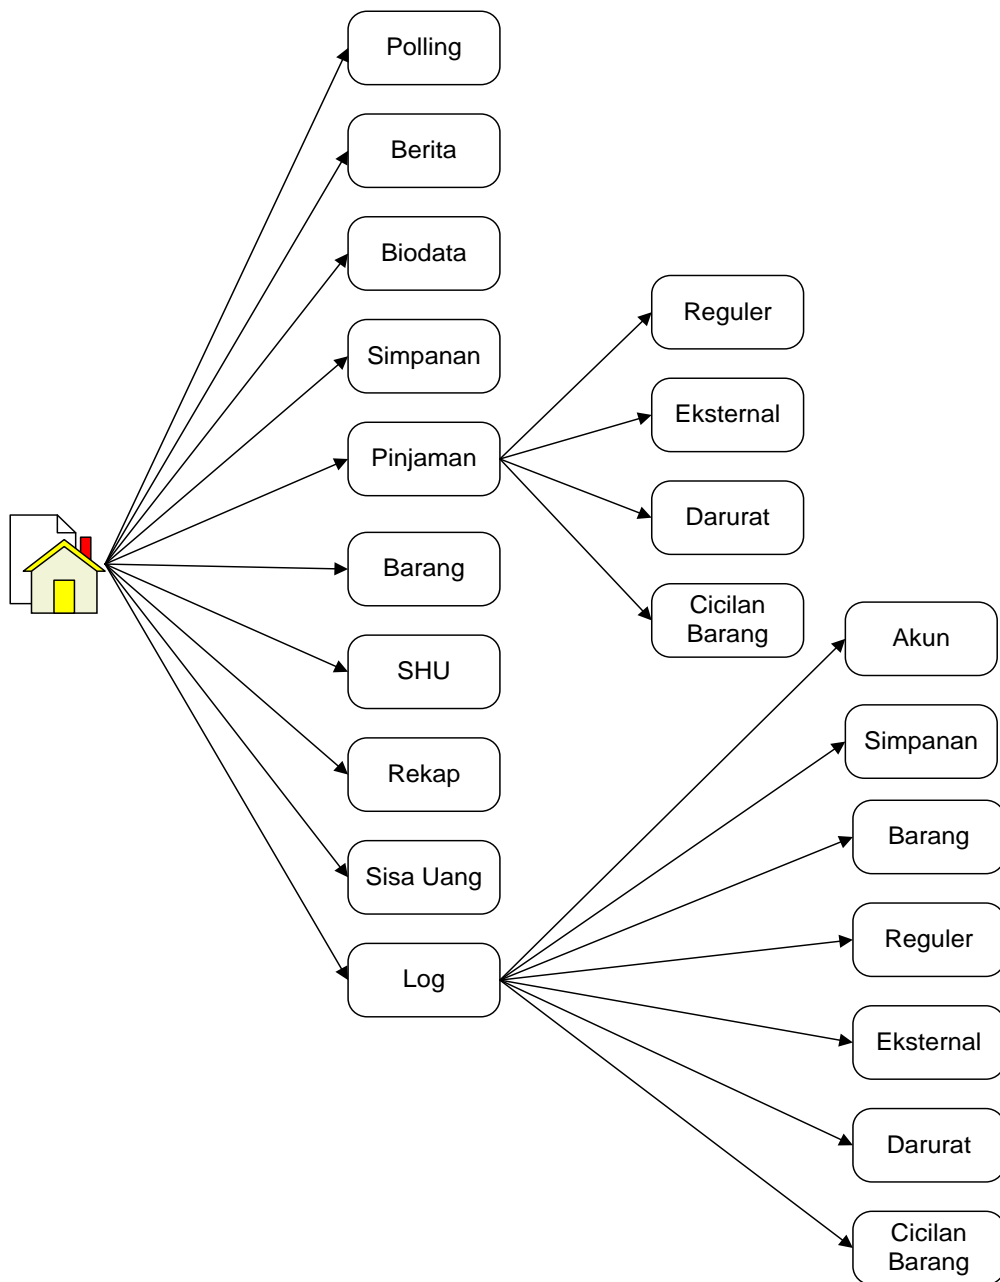 Polling
Berita
Biodata
Simpanan
Pinjaman
Barang
SHU
Rekap
Sisa Uang
Log
Reguler
Eksternal
Darurat
Cicilan
Barang
Akun
Simpanan
Barang
Reguler
Eksternal
Darurat
Cicilan
Barang